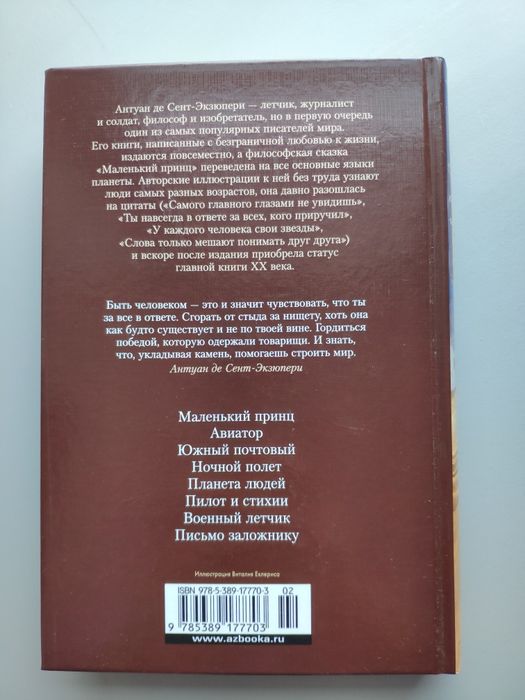 Антуан де Сент-Экзюпери — летчик, журналист
и солдат, философ и изобретатель, но в первую очередь
один из самых популярных писателей мира.
Его книги, написанные с безграничной любовью к жизни,
издаются повсеместно, а философская сказка
«Маленький принц» переведена на все основные языки
планеты. Авторские иллюстрации к ней без труда узнают
люди самых разных возрастов, она давно разошлась
на цитаты («Самого главного глазами не увидишь»,
«Ты навсегда в ответе за всех, кого приручил»,
«У каждого человека свои звезды»,
«Слова только мешают понимать друг друга»)
и вскоре после издания приобрела статус
главной книги XX века.
Быть человеком — это и значит чувствовать, что ты
за все в ответе. Сгорать от стыда за нищету, хоть она
как будто существует и не по твоей вине. Гордиться
победой, которую одержали товарищи. И знать,
что, укладывая камень, помогаешь строить мир.
Антуан де Сент-Экзюпери
Маленький принц
Авиатор
Южный почтовый
Ночной полет
Планета людей
Пилот и стихии
Военный летчик
Письмо заложнику
Иллюстрация Виталия Еклериса
ISBN 978-5-389-17770-3
02
9 785389 177703
www.azbooka.ru